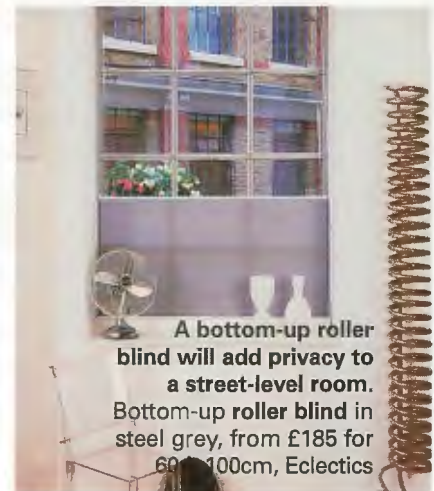 A bottom-up roller
blind will add privacy to
a street-level room.
Bottom-up roller blind in
steel grey, from £185 for
100cm, Eclectics